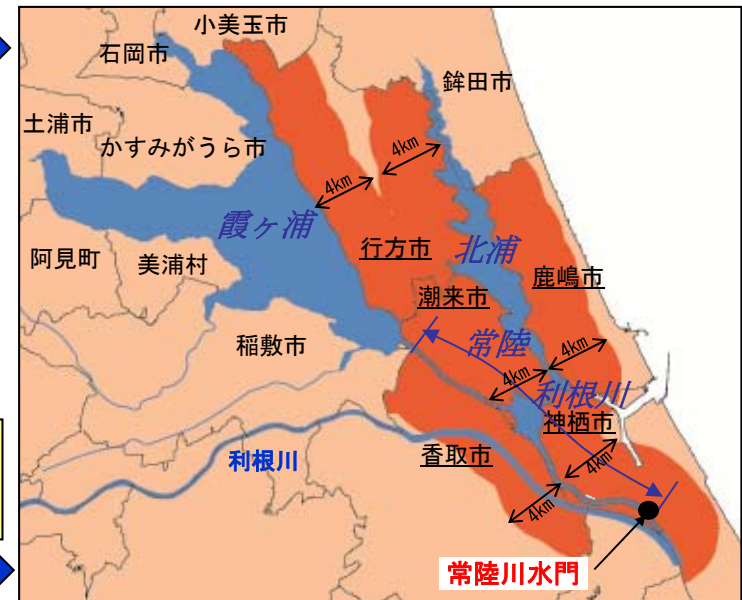 小美玉市
石岡市
鉾田市
土浦市
かすみがうら市
4km
4km
霞ヶ浦
行方市
北浦
阿見町
美浦村
鹿嶋市
潮来市
稲敷市
常陸
4km
4km
利根川
神栖市
香取市
利根川
4km
4km
常陸川水門